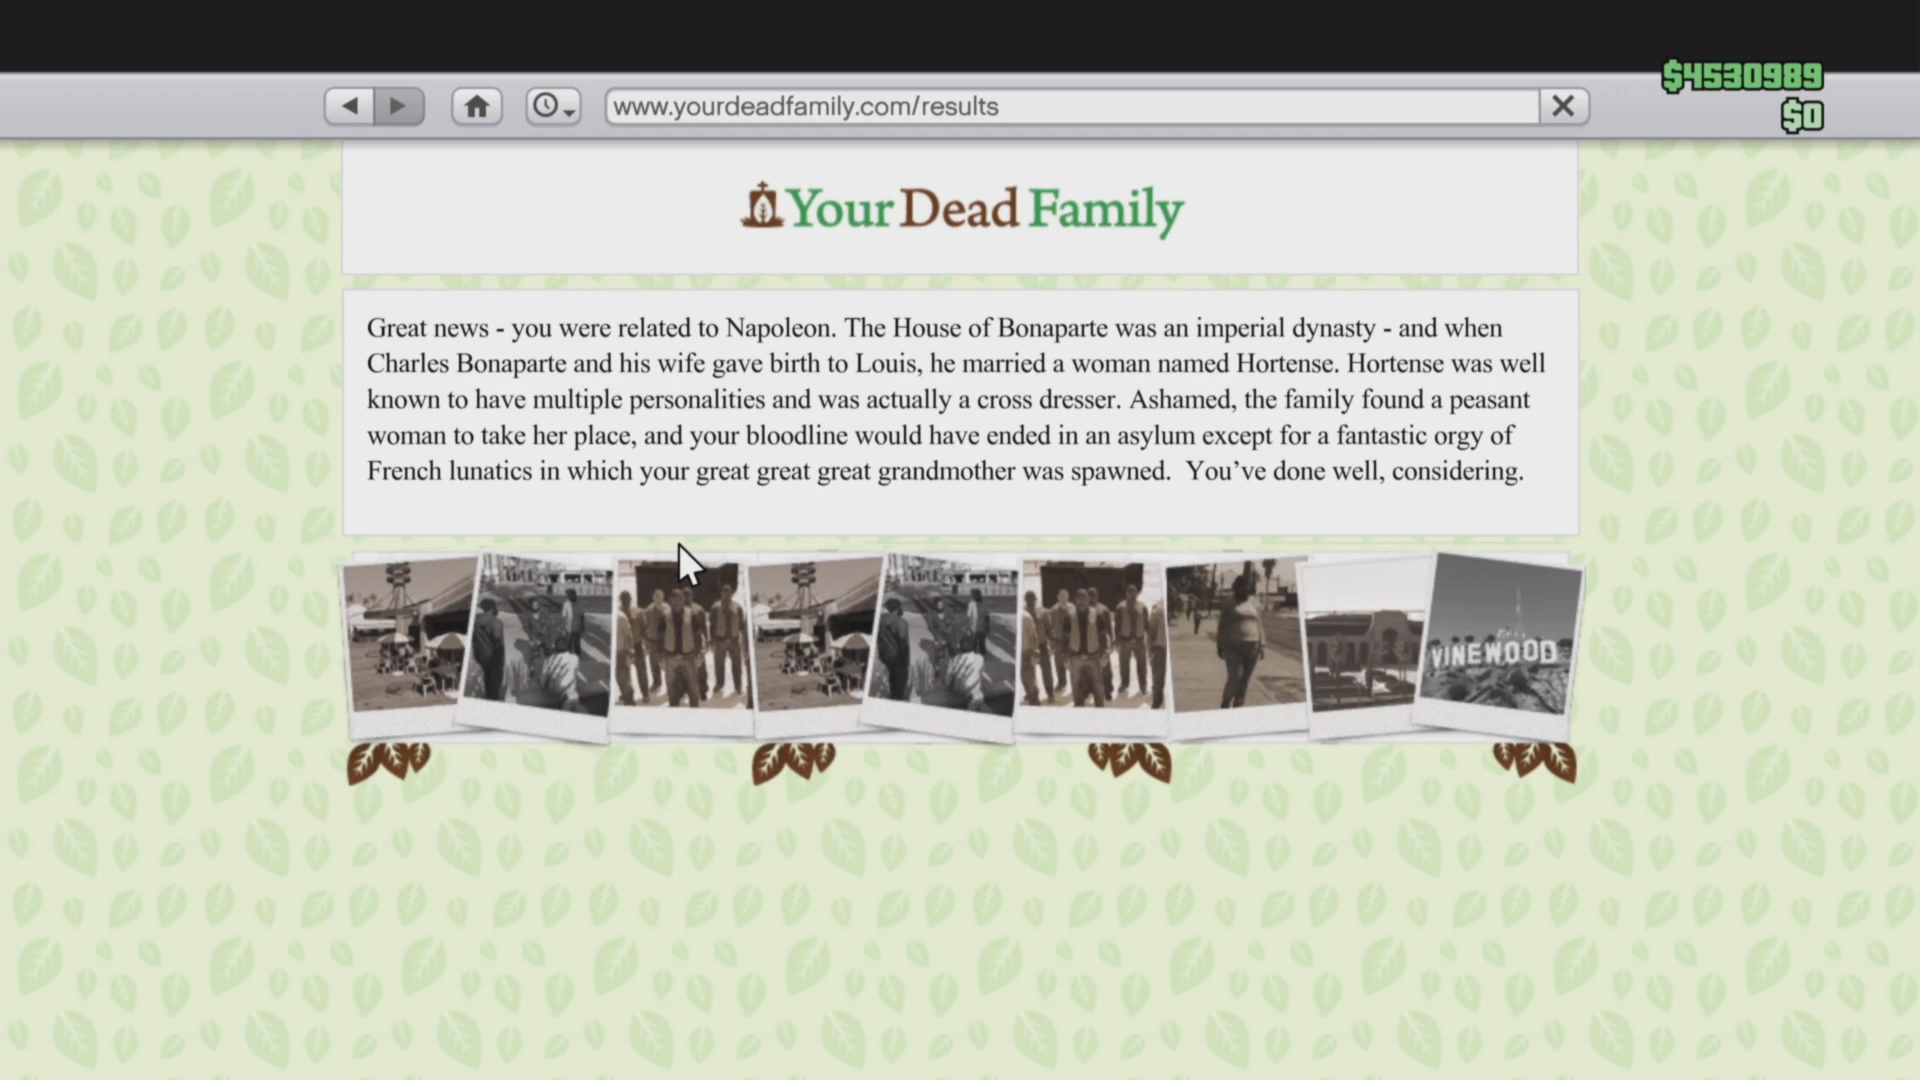 $4530989
www.yourdeadfamily.com/results
$0
Your Dead Family
Great news - you were related to Napoleon. The House of Bonaparte was an imperial dynasty - and when
Charles Bonaparte and his wife gave birth to Louis, he married a woman named Hortense. Hortense was well
known to have multiple personalities and was actually a cross dresser. Ashamed, the family found a peasant
woman to take her place, and your bloodline would have ended in an asylum except for a fantastic orgy of
French lunatics in which your great great great grandmother was spawned.  You’ve done well, considering.
VINEWOOD